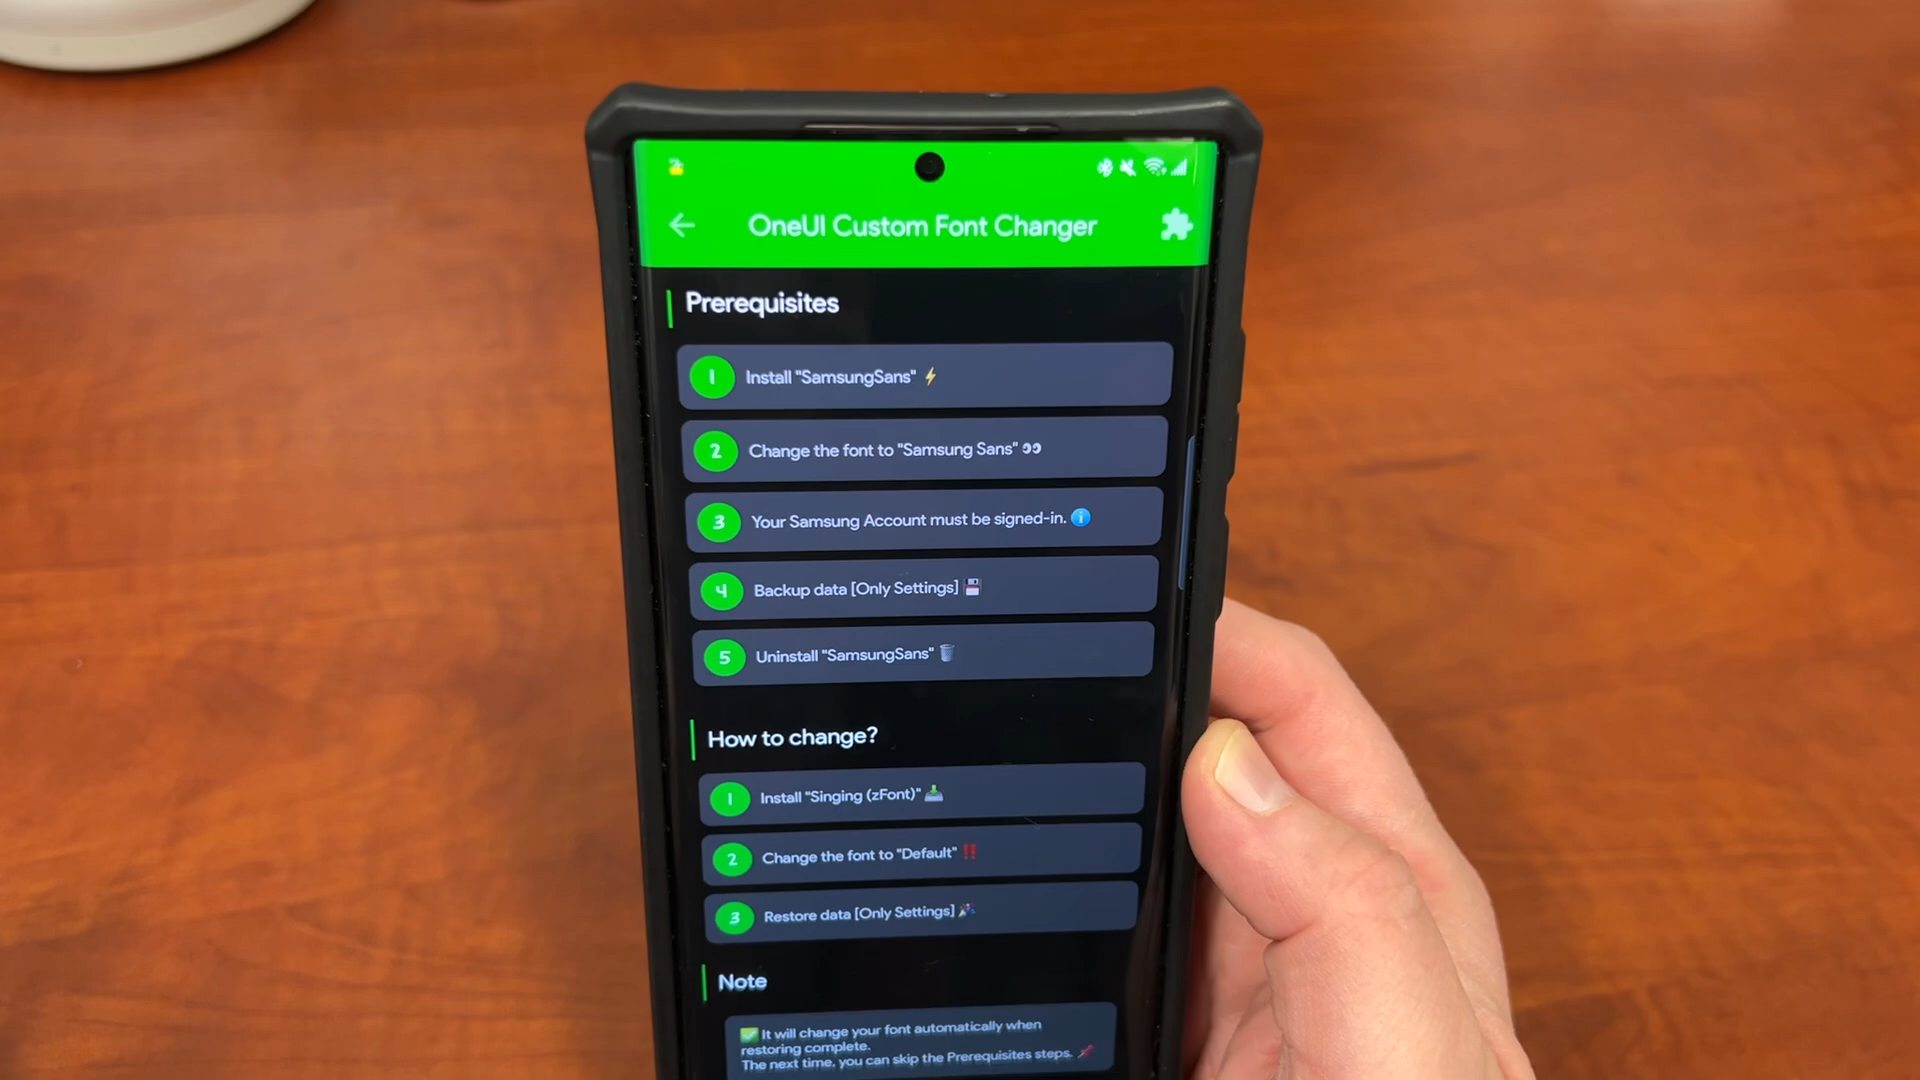 OneUI Custom Font Changer
Prerequisites
1 Install "SamsungSans" ⚡
2 Change the font to "Samsung Sans" 👀
3 Your Samsung Account must be signed-in. ℹ️
4 Backup data [Only Settings] 💾
5 Uninstall "SamsungSans" 🗑️
How to change?
1 Install "Singing (zFont)" 📥
2 Change the font to "Default" ‼️
3 Restore data [Only Settings] 🎉
Note
✅ It will change your font automatically when
restoring complete.
The next time, you can skip the Prerequisites steps. 📌